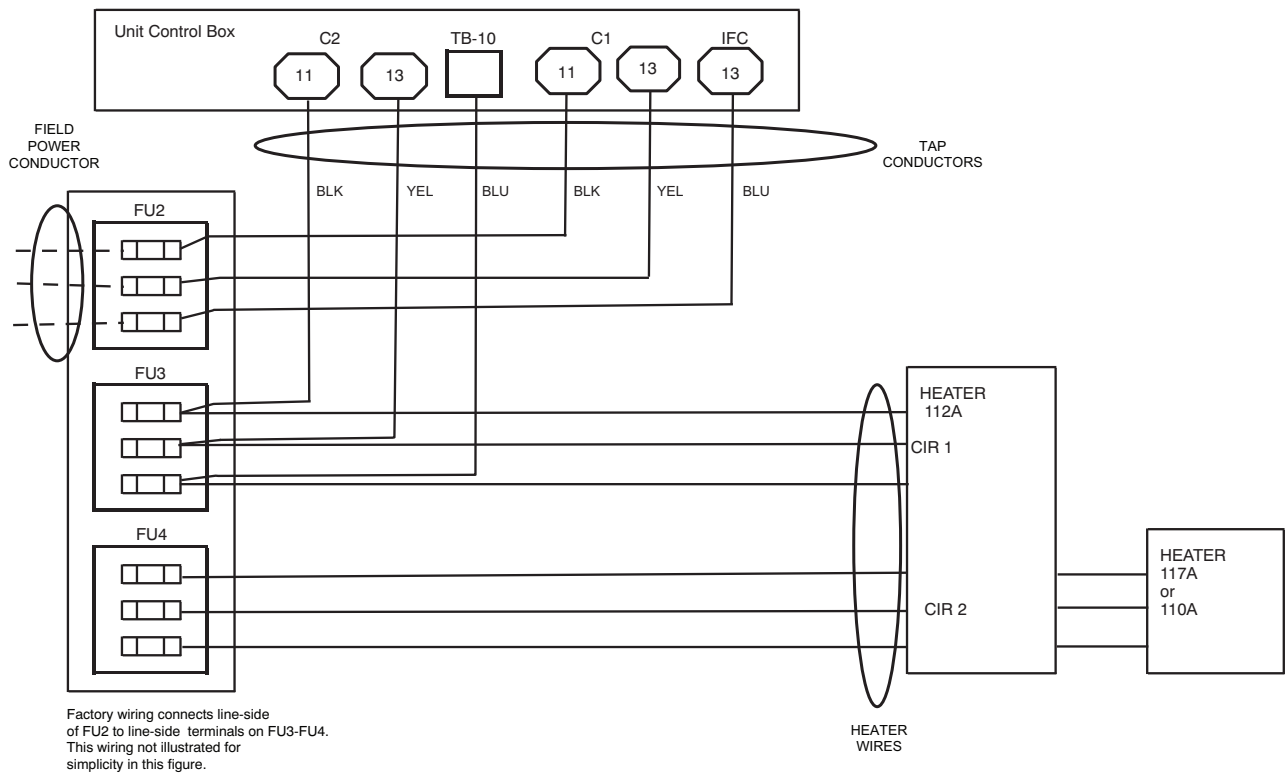 Unit Control Box
C2
TB-10
C1
IFC
11
13
11
13
13
FIELD
POWER
CONDUCTOR
TAP
CONDUCTORS
BLK
YEL
BLU
BLK
YEL
BLU
FU2
FU3
FU4
HEATER
112A
CIR 1
CIR 2
HEATER
117A
or
110A
HEATER
WIRES
Factory wiring connects line-side
of FU2 to line-side terminals on FU3-FU4.
This wiring not illustrated for
simplicity in this figure.